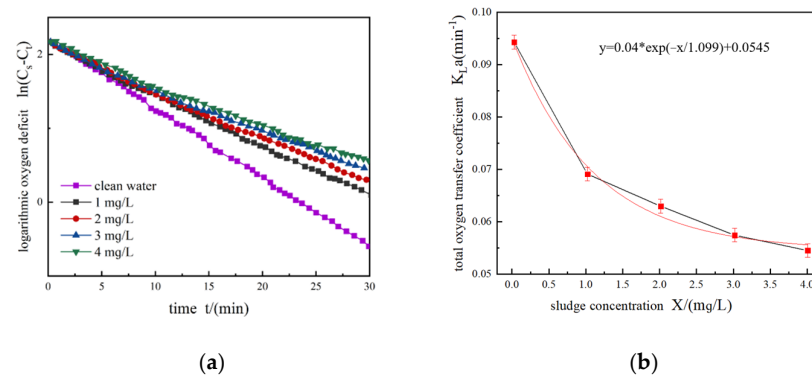 logarithmic oxygen deficit ln(Cs-Ct)
2
0
clean water
1 mg/L
2 mg/L
3 mg/L
4 mg/L
0 5 10 15 20 25 30
time t/(min)
(a)
total oxygen transfer coefficient KLa(min⁻¹)
0.10
0.09
0.08
0.07
0.06
0.05
y=0.04*exp(−x/1.099)+0.0545
0.0 0.5 1.0 1.5 2.0 2.5 3.0 3.5 4.0
sludge concentration X/(mg/L)
(b)